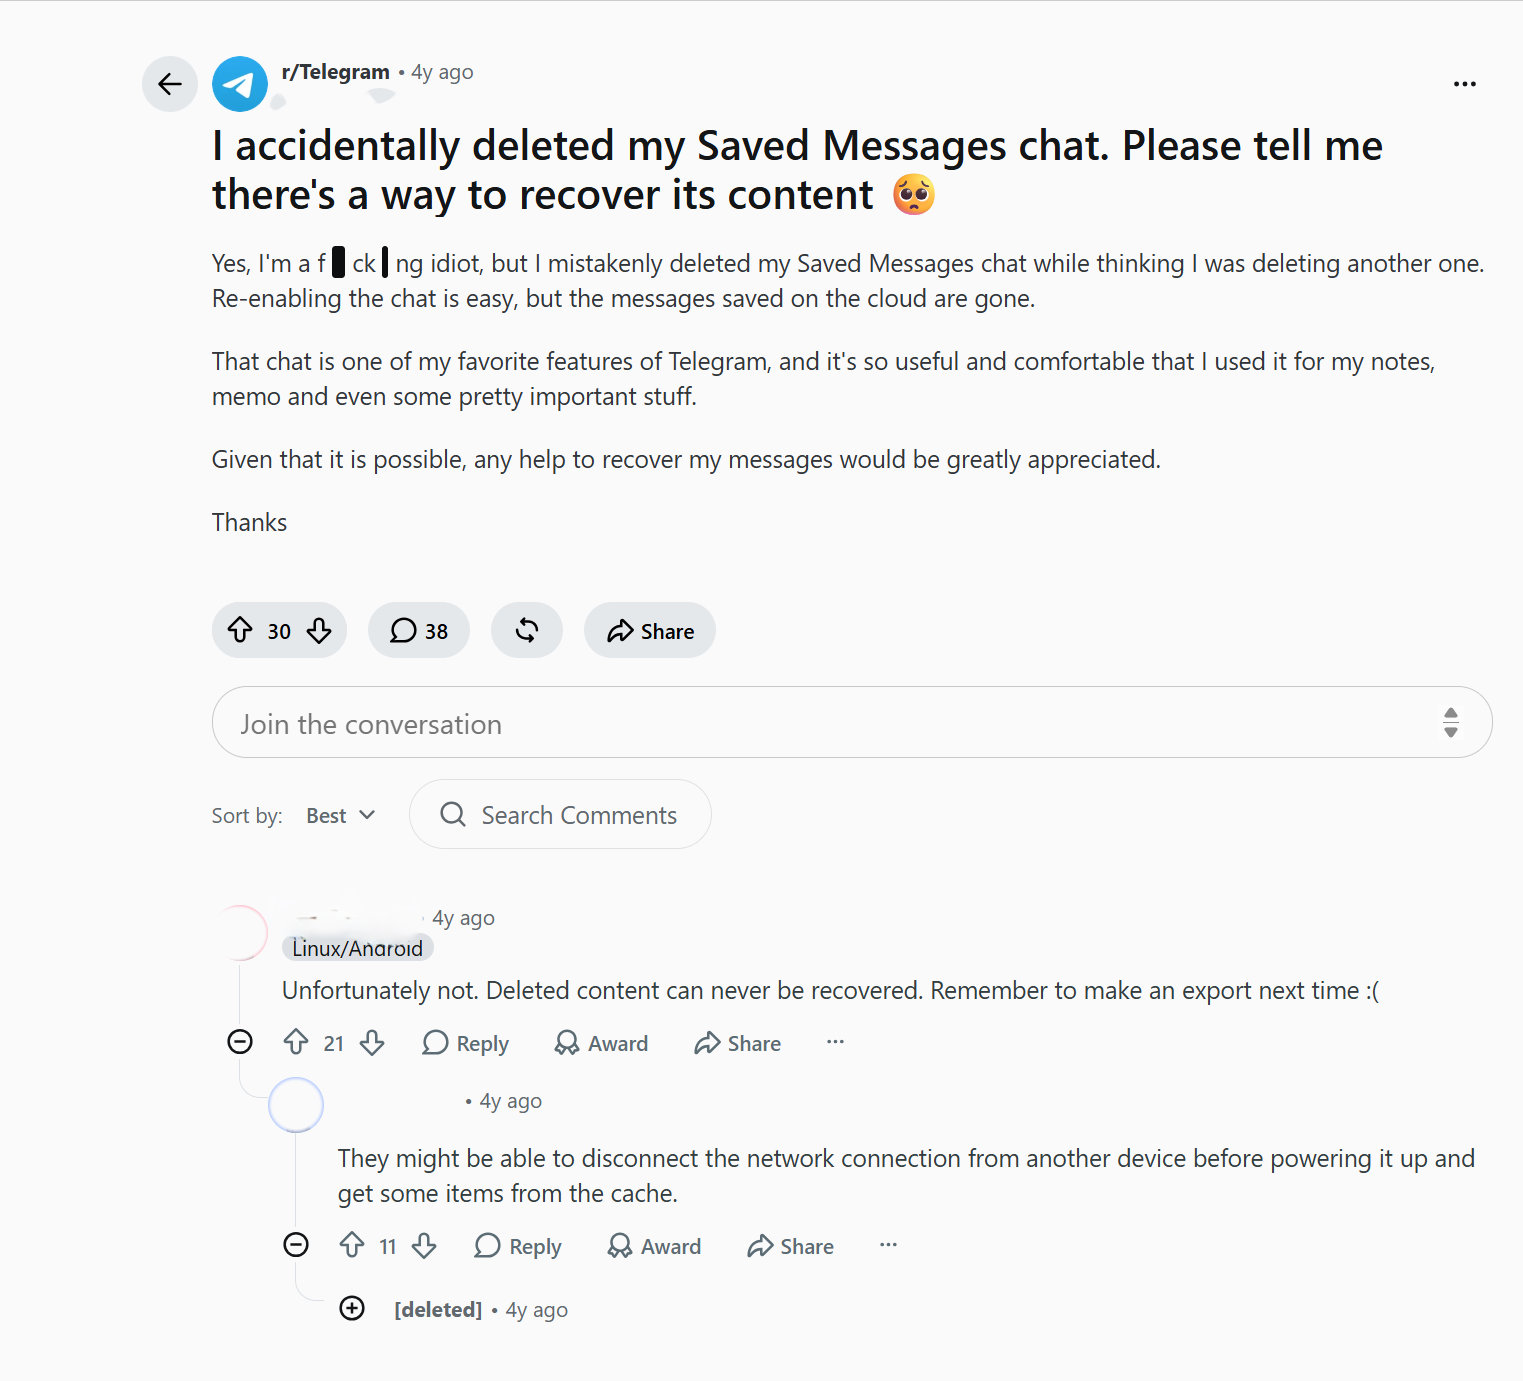 r/Telegram • 4y ago
I accidentally deleted my Saved Messages chat. Please tell me
there's a way to recover its content 🥺
Yes, I'm a f ck ng idiot, but I mistakenly deleted my Saved Messages chat while thinking I was deleting another one.
Re-enabling the chat is easy, but the messages saved on the cloud are gone.
That chat is one of my favorite features of Telegram, and it's so useful and comfortable that I used it for my notes,
memo and even some pretty important stuff.
Given that it is possible, any help to recover my messages would be greatly appreciated.
Thanks
30 38 Share
Join the conversation
Sort by: Best Search Comments
4y ago
Linux/Android
Unfortunately not. Deleted content can never be recovered. Remember to make an export next time :(
21 Reply Award Share ...
• 4y ago
They might be able to disconnect the network connection from another device before powering it up and
get some items from the cache.
11 Reply Award Share ...
[deleted] • 4y ago